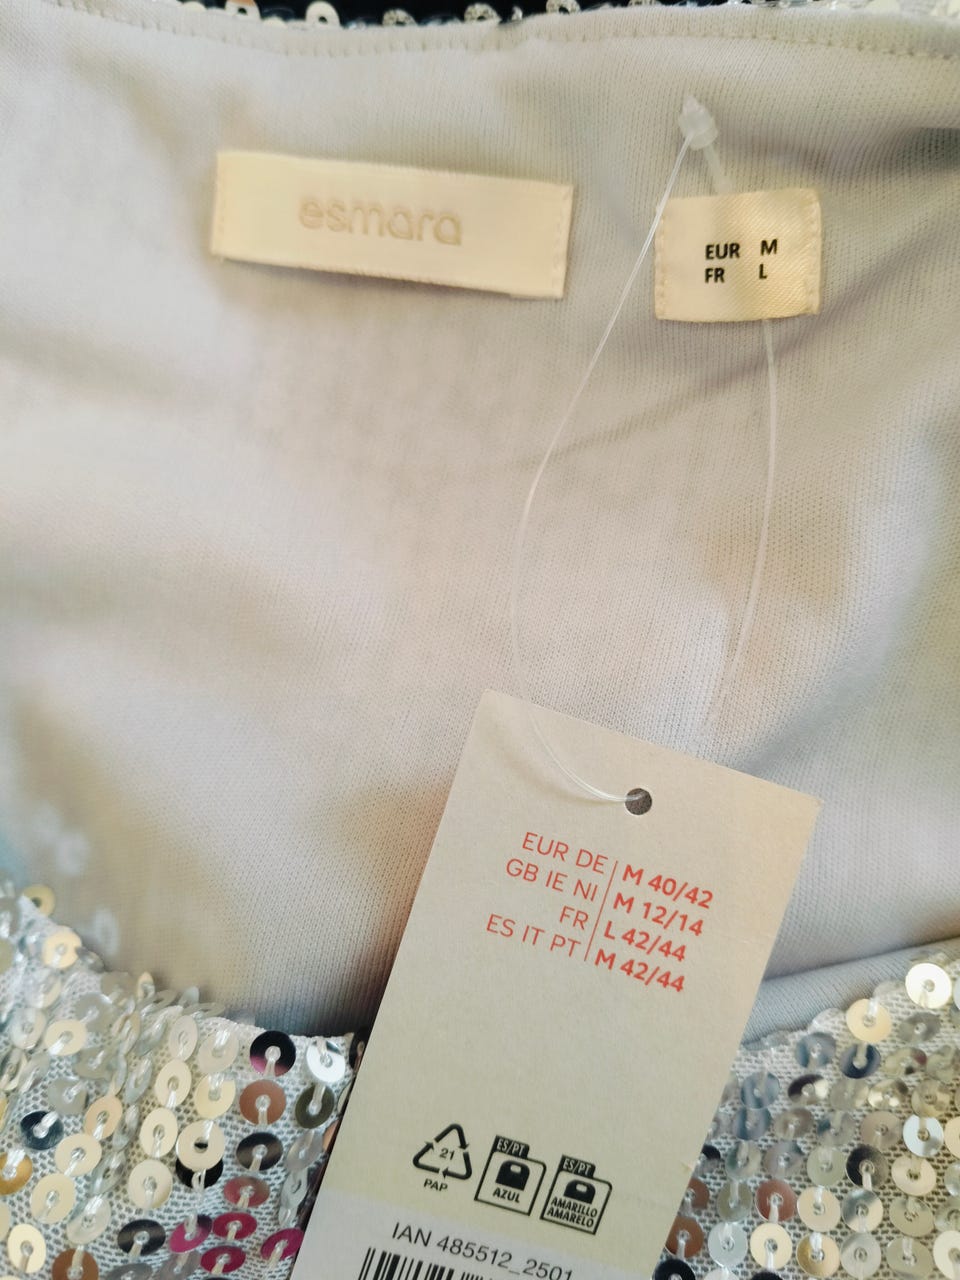 esmara
EUR M
FR L
EUR DE M 40/42
GB IE NI M 12/14
FR L 42/44
ES IT PT M 42/44
21
PAP
ES/PT
AZUL
ES/PT
AMARILLO
AMARELO
IAN 485512_2501